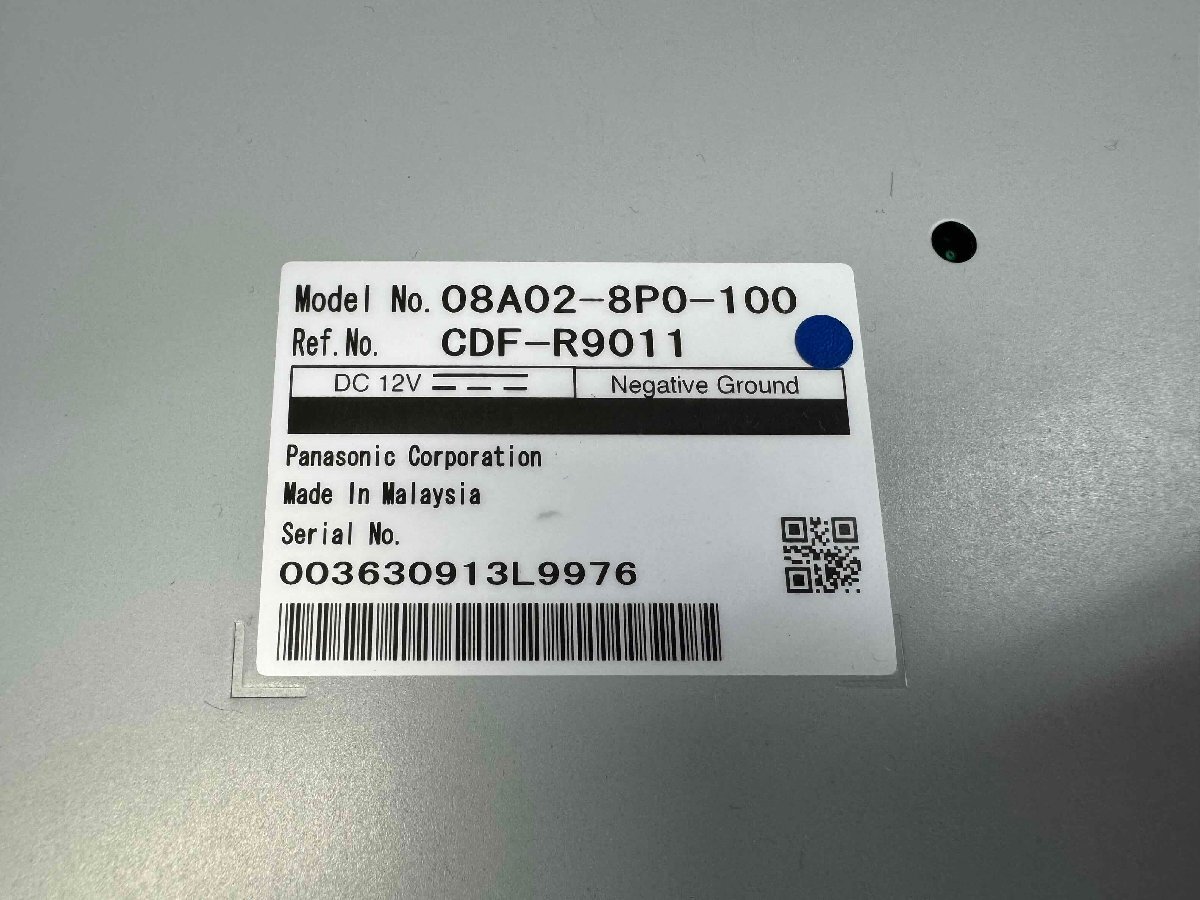 Model No. 08A02-8P0-100
Ref.No. CDF-R9011
DC 12V Negative Ground
Panasonic Corporation
Made In Malaysia
Serial No.
003630913L9976